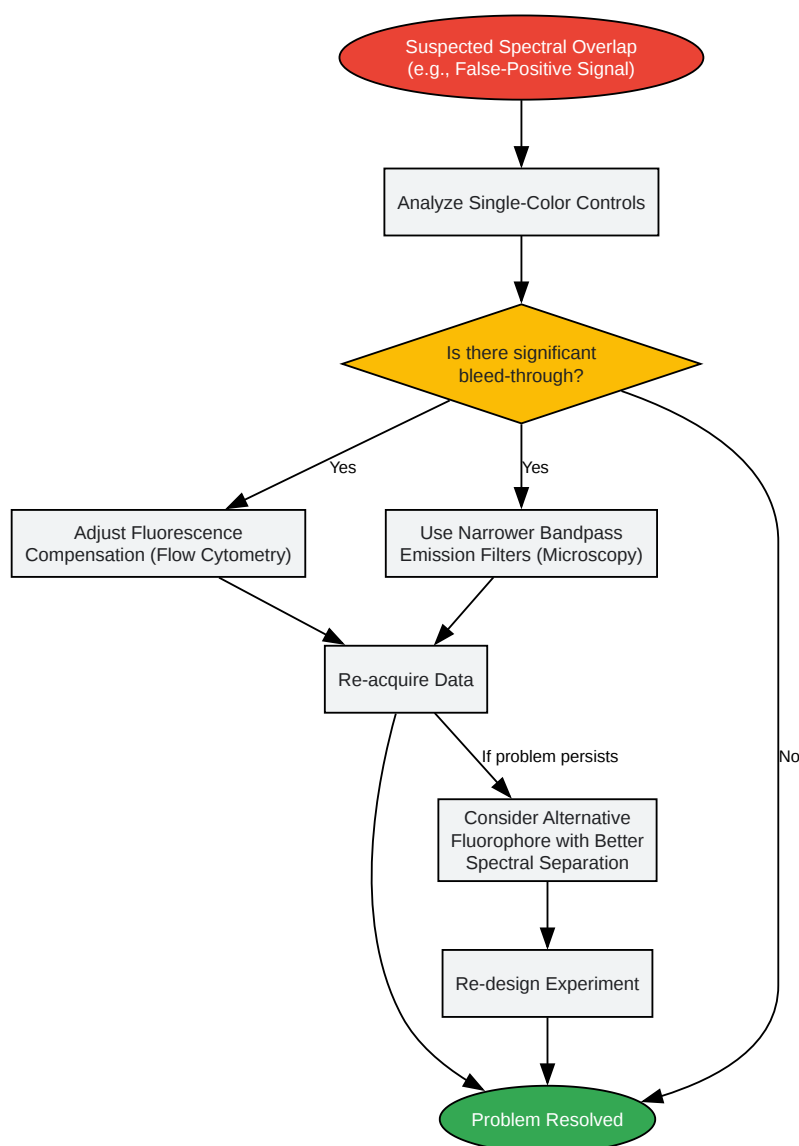 Suspected Spectral Overlap
(e.g., False-Positive Signal)
Analyze Single-Color Controls
Is there significant
bleed-through?
Yes
Yes
Adjust Fluorescence
Compensation (Flow Cytometry)
Use Narrower Bandpass
Emission Filters (Microscopy)
Re-acquire Data
If problem persists
No
Consider Alternative
Fluorophore with Better
Spectral Separation
Re-design Experiment
Problem Resolved